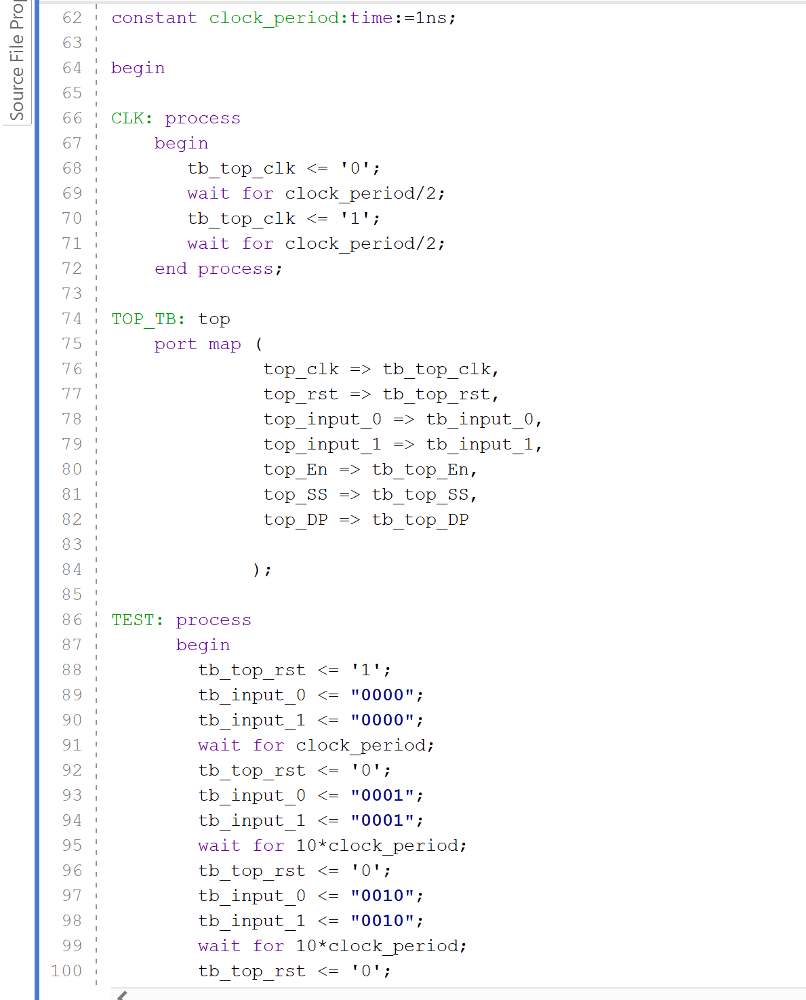 Source File Prop
62 constant clock_period:time:=1ns;
63
64 begin
65
66 CLK: process
67 begin
68 tb_top_clk <= '0';
69 wait for clock_period/2;
70 tb_top_clk <= '1';
71 wait for clock_period/2;
72 end process;
73
74 TOP_TB: top
75 port map (
76 top_clk => tb_top_clk,
77 top_rst => tb_top_rst,
78 top_input_0 => tb_input_0,
79 top_input_1 => tb_input_1,
80 top_En => tb_top_En,
81 top_SS => tb_top_SS,
82 top_DP => tb_top_DP
83
84 );
85
86 TEST: process
87 begin
88 tb_top_rst <= '1';
89 tb_input_0 <= "0000";
90 tb_input_1 <= "0000";
91 wait for clock_period;
92 tb_top_rst <= '0';
93 tb_input_0 <= "0001";
94 tb_input_1 <= "0001";
95 wait for 10*clock_period;
96 tb_top_rst <= '0';
97 tb_input_0 <= "0010";
98 tb_input_1 <= "0010";
99 wait for 10*clock_period;
100 tb_top_rst <= '0';